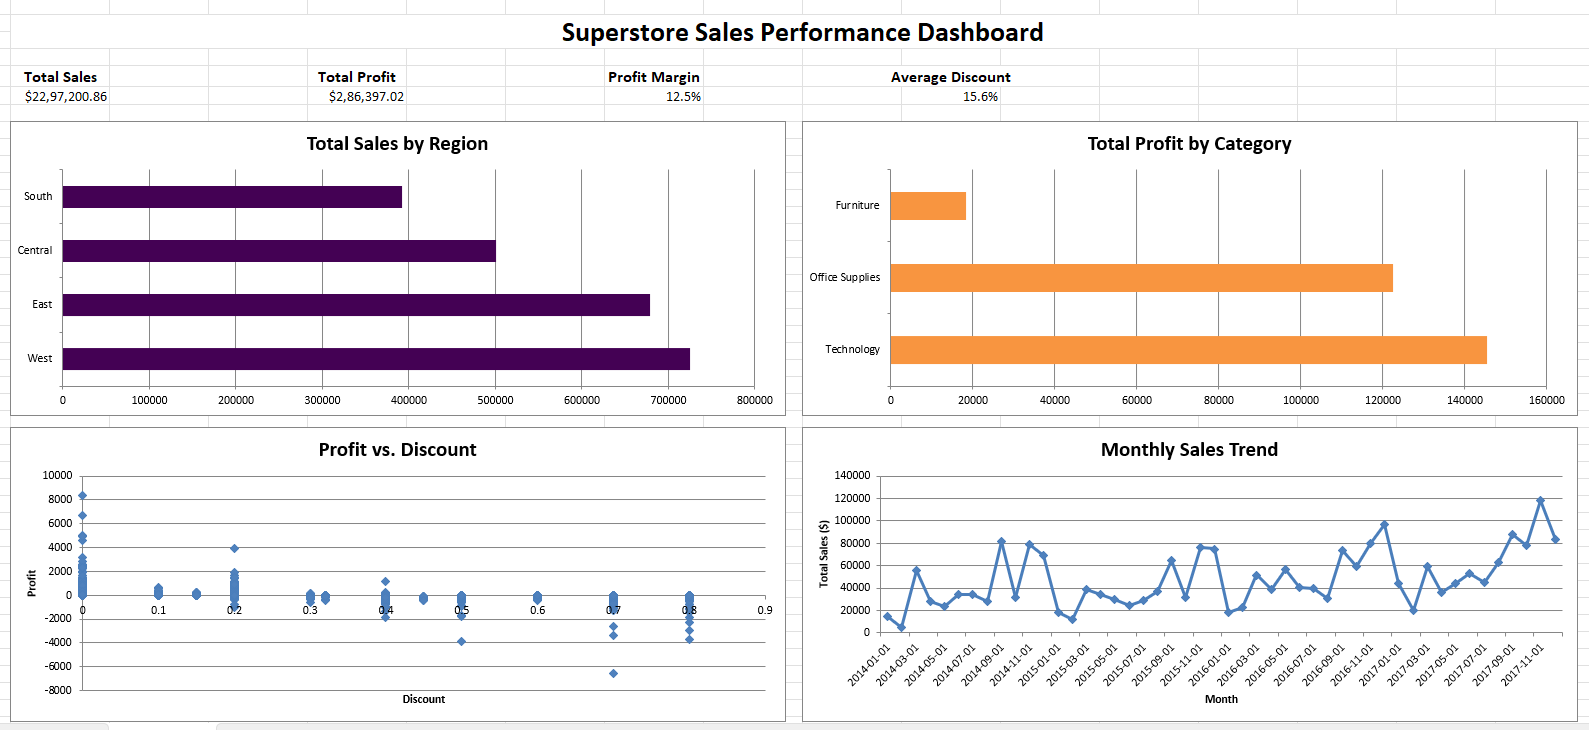 Superstore Sales Performance Dashboard
Total Sales Total Profit Profit Margin Average Discount
$22,97,200.86 $2,86,397.02 12.5% 15.6%
Total Sales by Region
South
Central
East
West
0 100000 200000 300000 400000 500000 600000 700000 800000
Total Profit by Category
Furniture
Office Supplies
Technology
0 20000 40000 60000 80000 100000 120000 140000 160000
Profit vs. Discount
10000
8000
6000
4000
2000
0
-2000
-4000
-6000
-8000
Profit
0 0.1 0.2 0.3 0.4 0.5 0.6 0.7 0.8 0.9
Discount
Monthly Sales Trend
140000
120000
100000
80000
60000
40000
20000
0
Total Sales ($)
2014-01-01 2014-03-01 2014-05-01 2014-07-01 2014-09-01 2014-11-01 2015-01-01 2015-03-01 2015-05-01 2015-07-01 2015-09-01 2015-11-01 2016-01-01 2016-03-01 2016-05-01 2016-07-01 2016-09-01 2016-11-01 2017-01-01 2017-03-01 2017-05-01 2017-07-01 2017-09-01 2017-11-01
Month